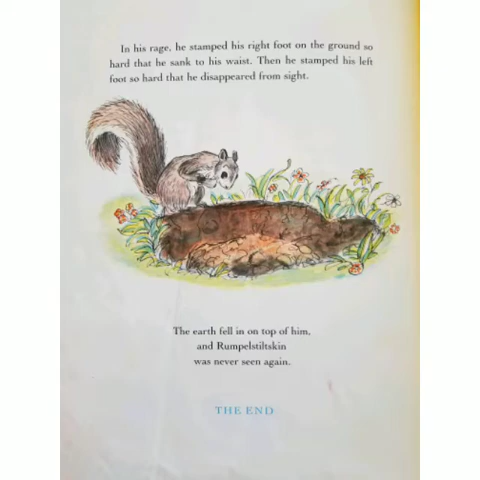 In his rage, he stamped his right foot on the ground so
hard that he sank to his waist. Then he stamped his left
foot so hard that he disappeared from sight.
The earth fell in on top of him,
and Rumpelstiltskin
was never seen again.
THE END